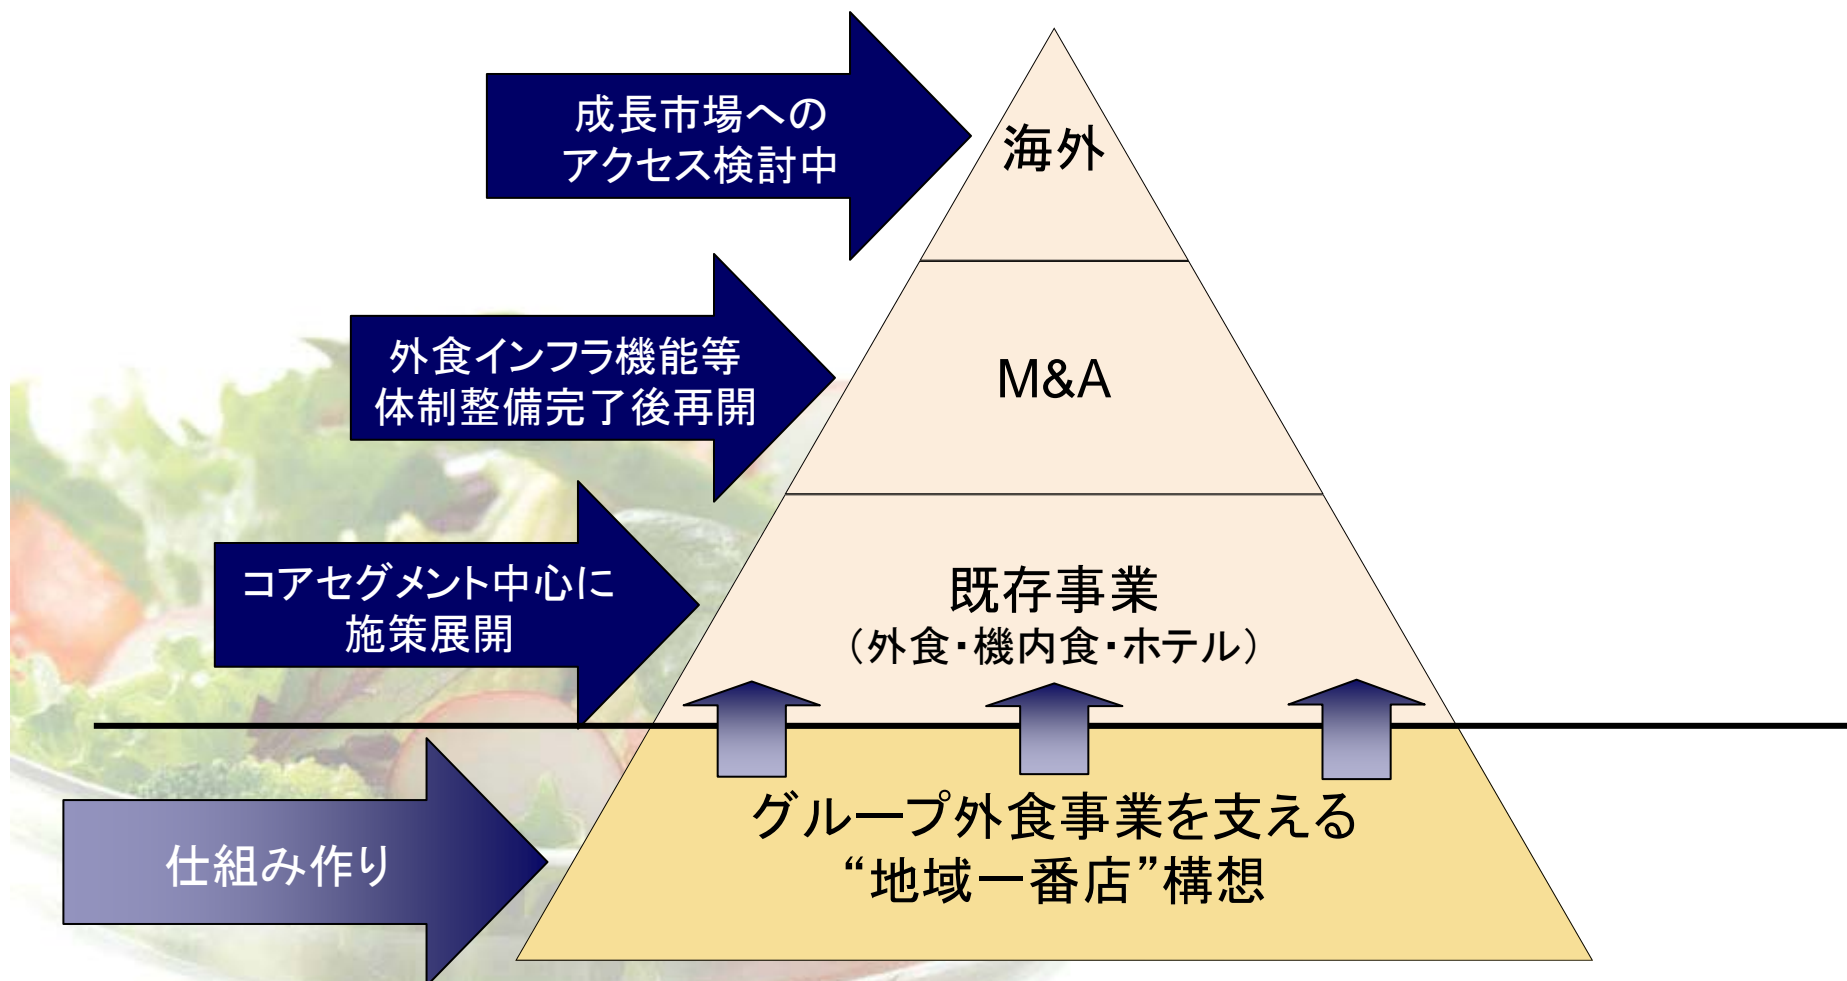 成長市場への
アクセス検討中
海外
外食インフラ機能等
体制整備完了後再開
M&A
コアセグメント中心に
施策展開
既存事業
（外食・機内食・ホテル）
仕組み作り
グループ外食事業を支える
“地域一番店”構想